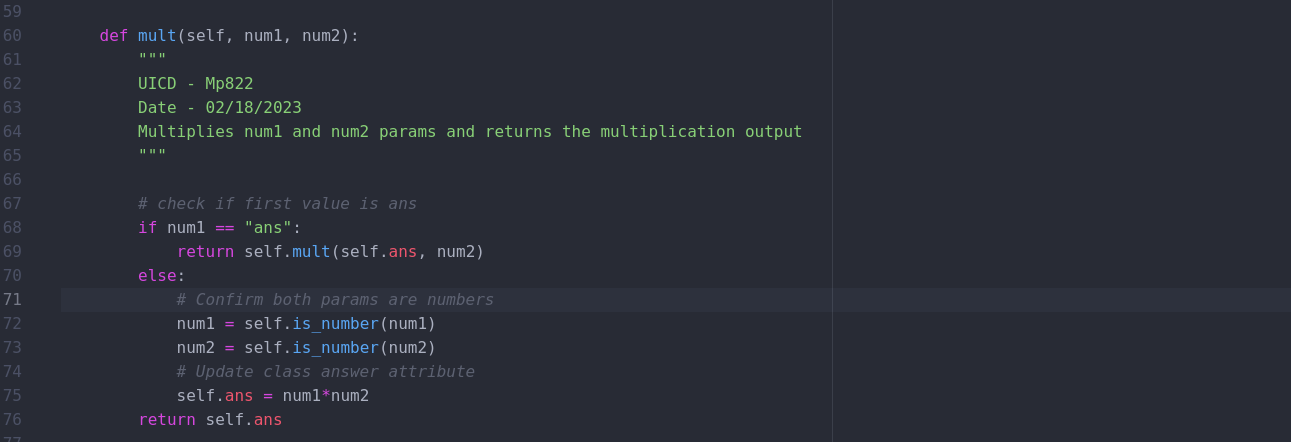 59
60 def mult(self, num1, num2):
61 """
62 UICD - Mp822
63 Date - 02/18/2023
64 Multiplies num1 and num2 params and returns the multiplication output
65 """
66
67 # check if first value is ans
68 if num1 == "ans":
69 return self.mult(self.ans, num2)
70 else:
71 # Confirm both params are numbers
72 num1 = self.is_number(num1)
73 num2 = self.is_number(num2)
74 # Update class answer attribute
75 self.ans = num1*num2
76 return self.ans
77